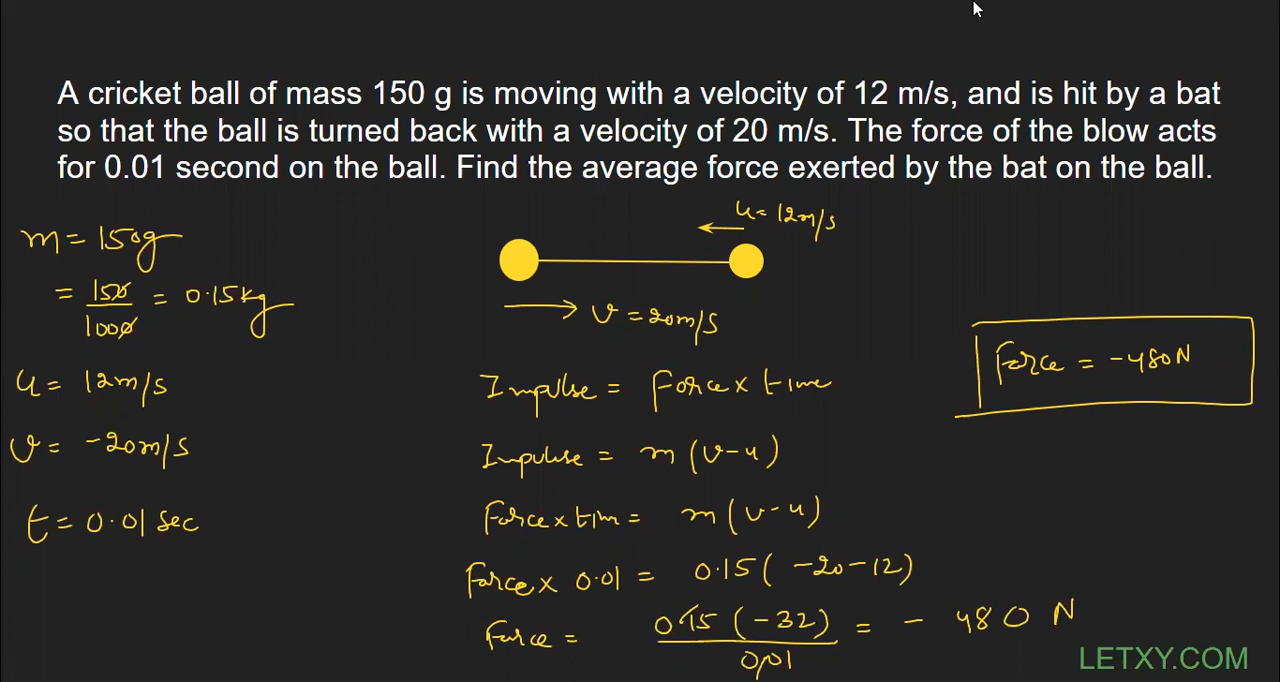 A cricket ball of mass 150 g is moving with a velocity of 12 m/s, and is hit by a bat
so that the ball is turned back with a velocity of 20 m/s. The force of the blow acts
for 0.01 second on the ball. Find the average force exerted by the bat on the ball.
m = 150g
= 150/1000 = 0.15kg
u = 12m/s
v = -20m/s
t = 0.01 sec
u = 12m/s
v = 20m/s
Impulse = Force x time
Impulse = m (v-u)
Force x tim = m (v-u)
Force x 0.01 = 0.15 ( -20 -12)
Force = 0.15 (-32)/0.01 = - 480 N
Force = -480N
LETXY.COM